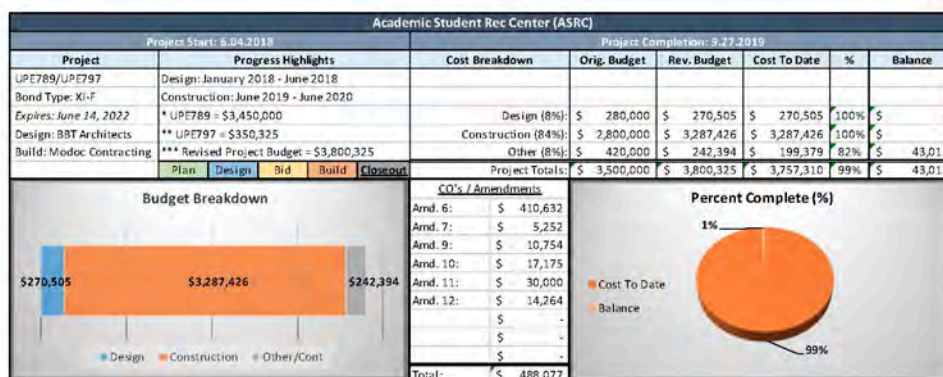 Academic Student Rec Center (ASRC)
Project Start: 6.04.2018 Project Completion: 9.27.2019
Project Progress Highlights Cost Breakdown Orig. Budget Rev. Budget Cost To Date % Balance
UPE789/UPE797 Design: January 2018 - June 2018
Bond Type: XI-F Construction: June 2019 - June 2020
Expires: June 14, 2022 * UPE789 = $3,450,000 Design (8%): $ 280,000 $ 270,505 $ 270,505 100% $
Design: BBT Architects ** UPE797 = $350,325 Construction (84%): $ 2,800,000 $ 3,287,426 $ 3,287,426 100% $
Build: Modoc Contracting *** Revised Project Budget = $3,800,325 Other (8%): $ 420,000 $ 242,394 $ 199,379 82% $ 43,01
Plan Design Bid Build Closeout Project Totals: $ 3,500,000 $ 3,800,325 $ 3,757,310 99% $ 43,01
Budget Breakdown
$270,505 $3,287,426 $242,394
Design Construction Other/Cont
CO's / Amendments
Amd. 6: $ 410,632
Amd. 7: $ 5,252
Amd. 9: $ 10,754
Amd. 10: $ 17,175
Amd. 11: $ 30,000
Amd. 12: $ 14,264
$ -
$ -
$ -
Total: $ 488,077
Percent Complete (%)
1%
Cost To Date
Balance
99%